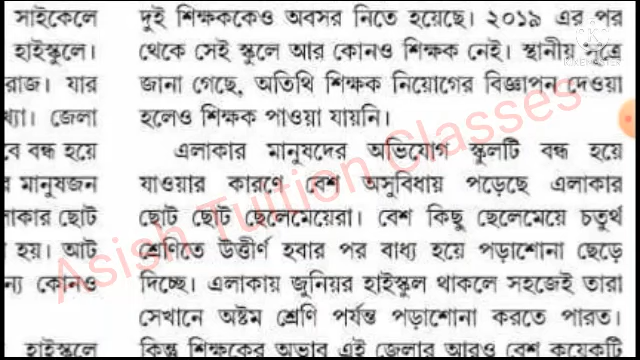 সাইকেলে
হাইস্কুলে।
রাজ। যার
ধ্যা। জেলা
বে বন্ধ হয়ে
র মানুষজন
লাকার ছোট
হয়। আট
ন্য কোনও
হাইস্কুলে
দুই শিক্ষককেও অবসর নিতে হয়েছে। ২০১৯ এর পর
থেকে সেই স্কুলে আর কোনও শিক্ষক নেই। স্থানীয় সূত্রে
জানা গেছে, অতিথি শিক্ষক নিয়োগের বিজ্ঞাপন দেওয়া
হলেও শিক্ষক পাওয়া যায়নি।
এলাকার মানুষদের অভিযোগ স্কুলটি বন্ধ হয়ে
যাওয়ার কারণে বেশ অসুবিধায় পড়েছে এলাকার
ছোট ছোট ছেলেমেয়েরা। বেশ কিছু ছেলেমেয়ে চতুর্থ
শ্রেণিতে উত্তীর্ণ হবার পর বাধ্য হয়ে পড়াশোনা ছেড়ে
দিচ্ছে। এলাকায় জুনিয়র হাইস্কুল থাকলে সহজেই তারা
সেখানে অষ্টম শ্রেণি পর্যন্ত পড়াশোনা করতে পারত।
কিন্তু শিক্ষকের অভাব এই জেলার আরও বেশ কয়েকটি
Asish Tuition Classes
KINEMASTER